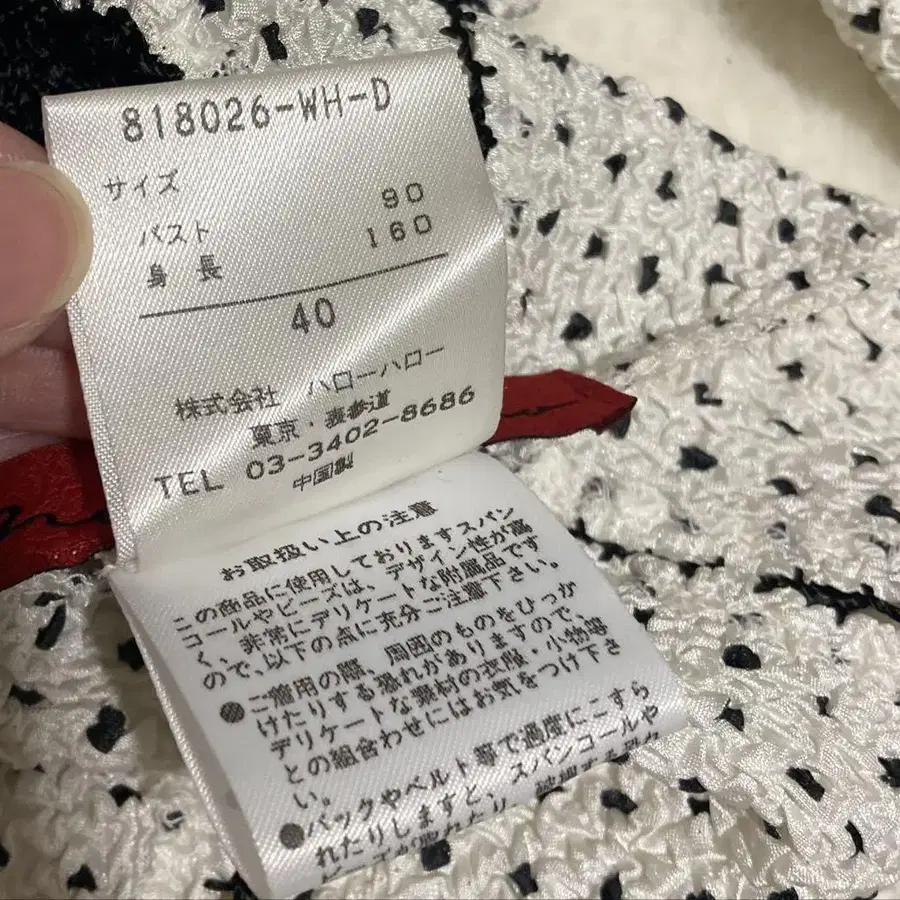 818026-WH-D
サイズ
バスト 90
身長 160
40
株式会社 ハローハロー
東京・表参道
TEL 03-3402-8686
中国製
お取扱い上の注意
この商品に使用しておりますスパン
コールやビーズは、デザイン性が高
く、非常にデリケートな附属品です
ので、以下の点に充分ご注意下さい。
●ご着用の際、周囲のものをひっか
けたりする恐れがありますので、
デリケートな素材の衣服・小物等
との組合わせにはお気をつけ下さ
い。
●バックやベルト等で過度にこすら
れたりしますと、スパンコールや